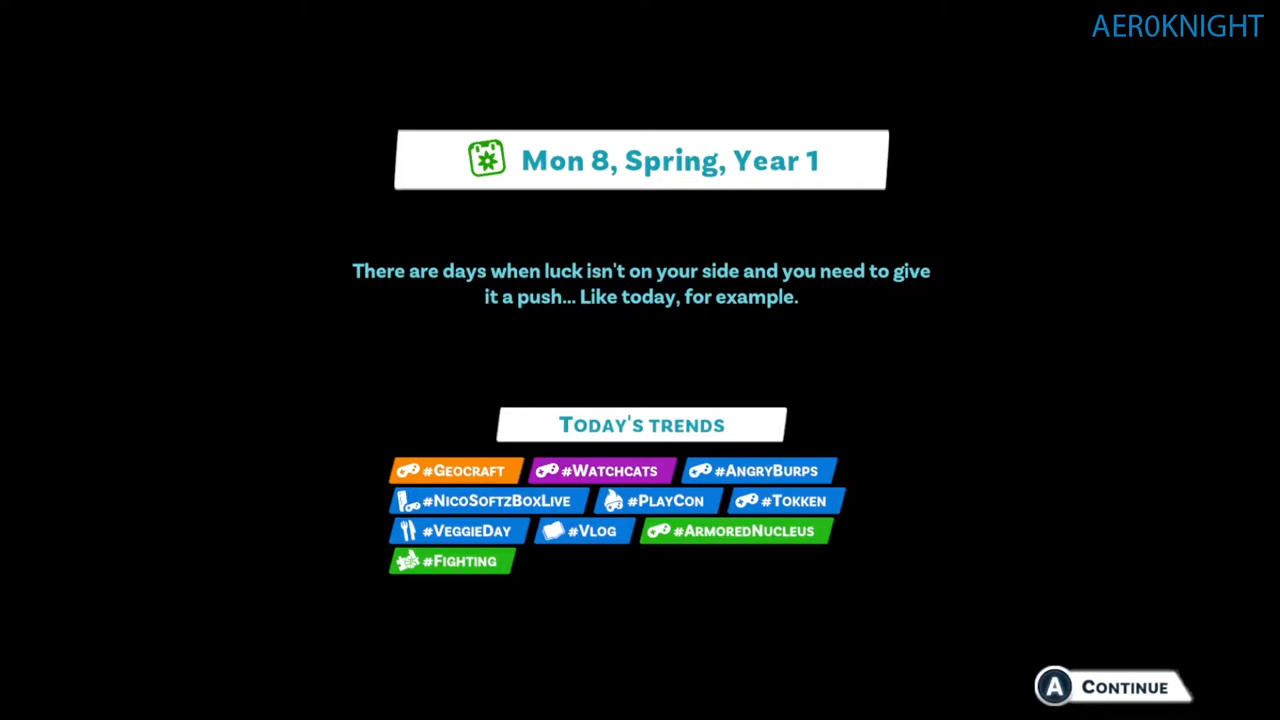 AER0KNIGHT
Mon 8, Spring, Year 1
There are days when luck isn't on your side and you need to give
it a push... Like today, for example.
TODAY'S TRENDS
#GEOCRAFT #WATCHCATS #ANGRYBURPS
#NICOSOFTZBOXLIVE #PLAYCON #TOKKEN
#VEGGIEDAY #VLOG #ARMOREDNUCLEUS
#FIGHTING
A CONTINUE